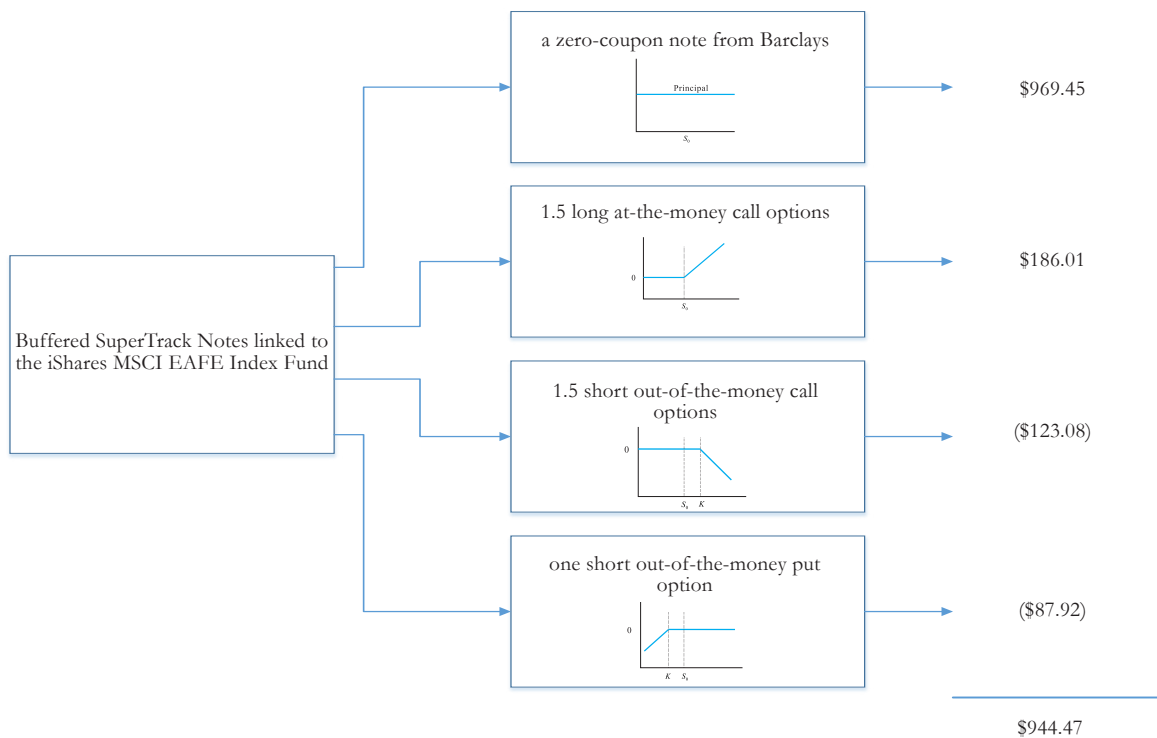 a zero-coupon note from Barclays
Principal
S0
$969.45
1.5 long at-the-money call options
0
S0
$186.01
Buffered SuperTrack Notes linked to
the iShares MSCI EAFE Index Fund
1.5 short out-of-the-money call
options
0
S0 K
($123.08)
one short out-of-the-money put
option
0
K S0
($87.92)
$944.47